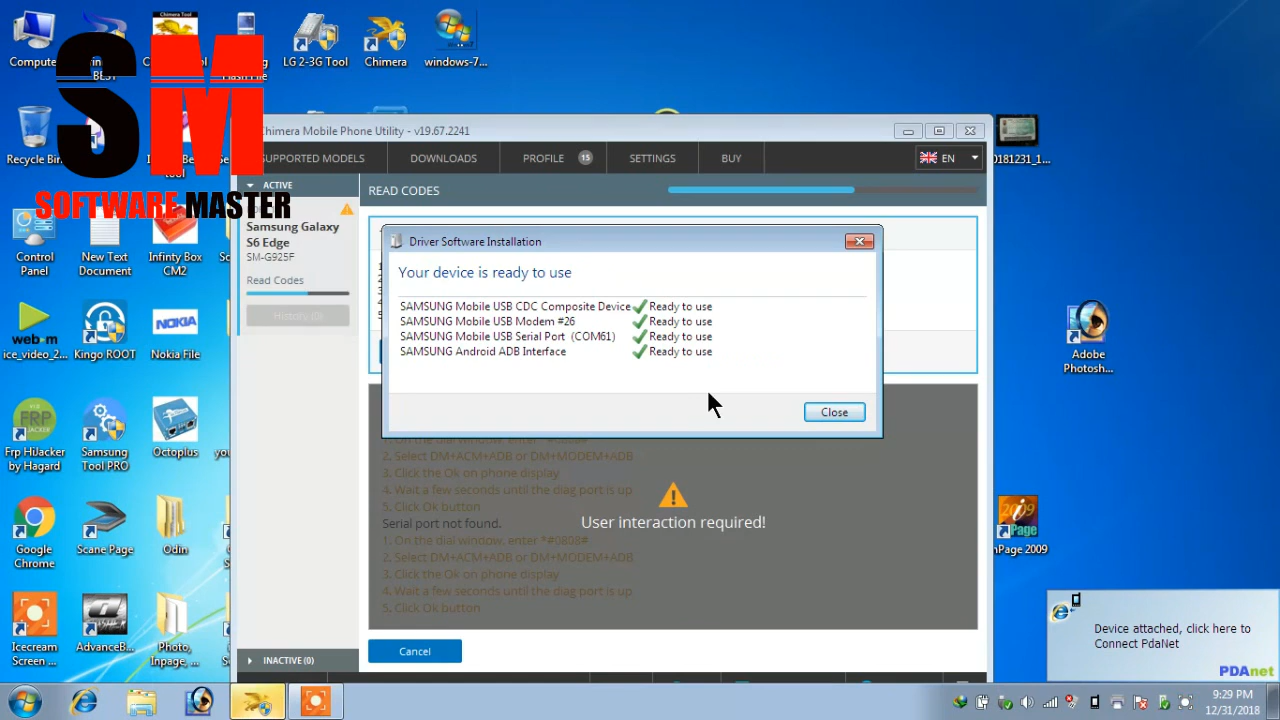 Compute
BEST
LG 2-3G Tool
Chimera
windows-7...
SM
SOFTWARE MASTER
Recycle Bin
tool
Chimera Mobile Phone Utility - v19.67.2241
SUPPORTED MODELS
DOWNLOADS
PROFILE
15
SETTINGS
BUY
EN
ACTIVE
READ CODES
Samsung Galaxy
S6 Edge
SM-G925F
Read Codes
History (0)
Driver Software Installation
Your device is ready to use
SAMSUNG Mobile USB CDC Composite Device Ready to use
SAMSUNG Mobile USB Modem #26 Ready to use
SAMSUNG Mobile USB Serial Port (COM61) Ready to use
SAMSUNG Android ADB Interface Ready to use
Close
2. Select DM+ACM+ADB or DM+MODEM+ADB
3. Click the Ok on phone display
4. Wait a few seconds until the diag port is up
5. Click Ok button
Serial port not found.
1. On the dial window, enter *#0808#
2. Select DM+ACM+ADB or DM+MODEM+ADB
3. Click the Ok on phone display
4. Wait a few seconds until the diag port is up
5. Click Ok button
User interaction required!
Cancel
INACTIVE (0)
Control
Panel
New Text
Document
Infinty Box
CM2
ice_video_2...
Kingo ROOT
NOKIA
Nokia File
FRP
Frp HiJacker
by Hagard
Samsung
Tool PRO
Octoplus
Google
Chrome
Scane Page
Odin
Icecream
Screen ...
AdvanceB...
Photo,
Inpage, ...
0181231_1...
Adobe
Photosh...
nPage 2009
Device attached, click here to
Connect PdaNet
PDAnet
9:29 PM
12/31/2018